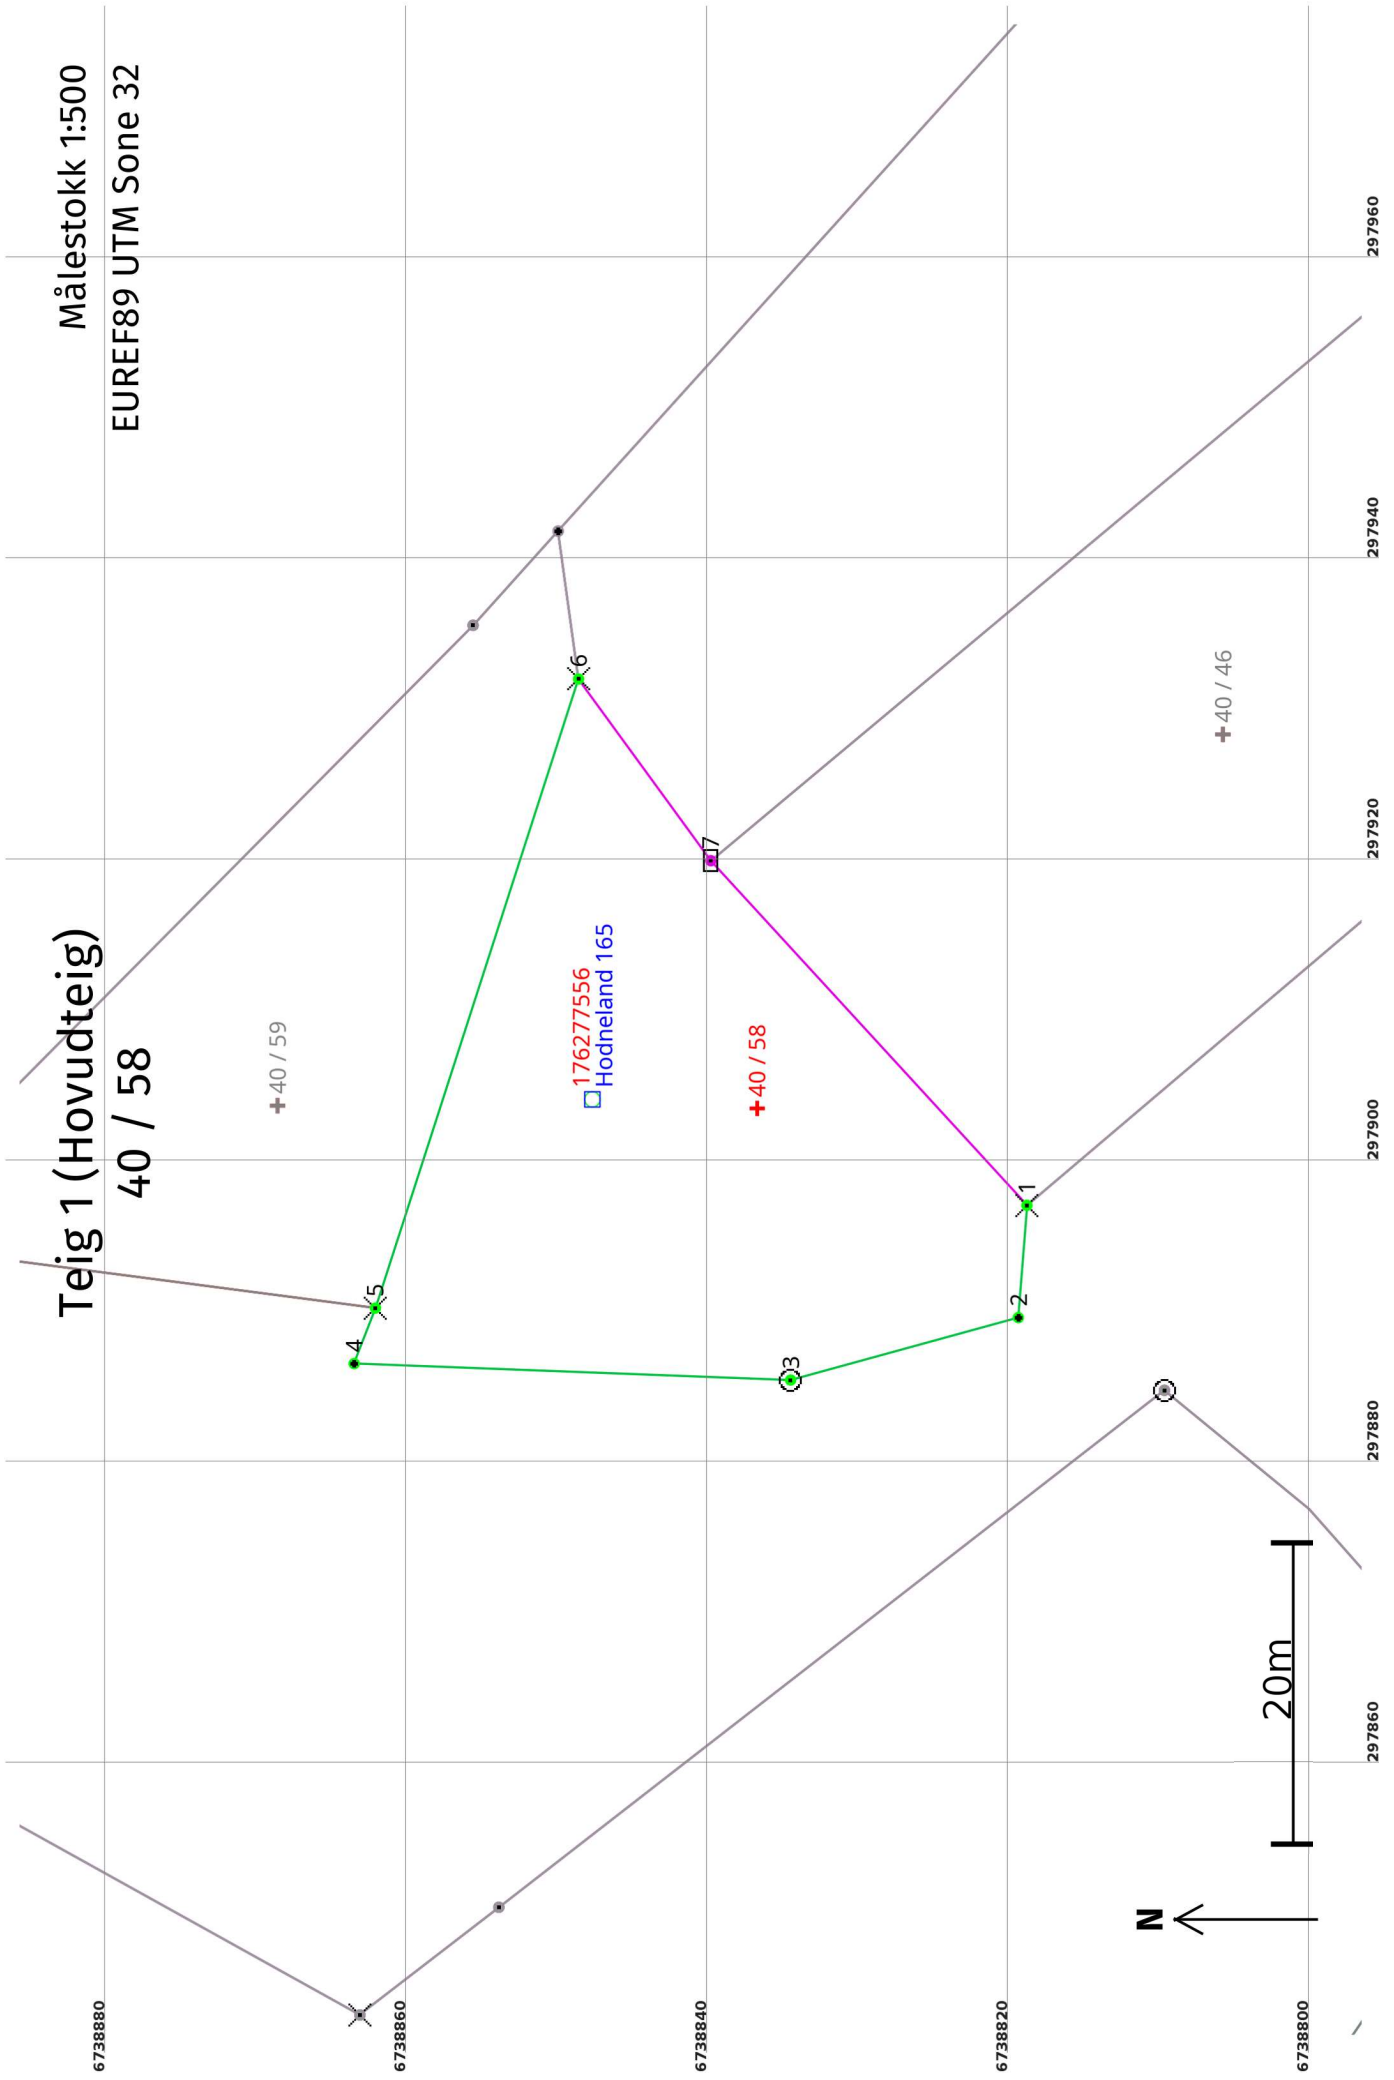 Målestokk 1:500
EUREF89 UTM Sone 32
Teig 1 (Hovudteig)
40 / 58
40 / 59
176277556
Hodneland 165
40 / 58
40 / 46
4
5
6
7
3
2
1
20m
N
6738880
6738860
6738840
6738820
6738800
297860
297880
297900
297920
297940
297960